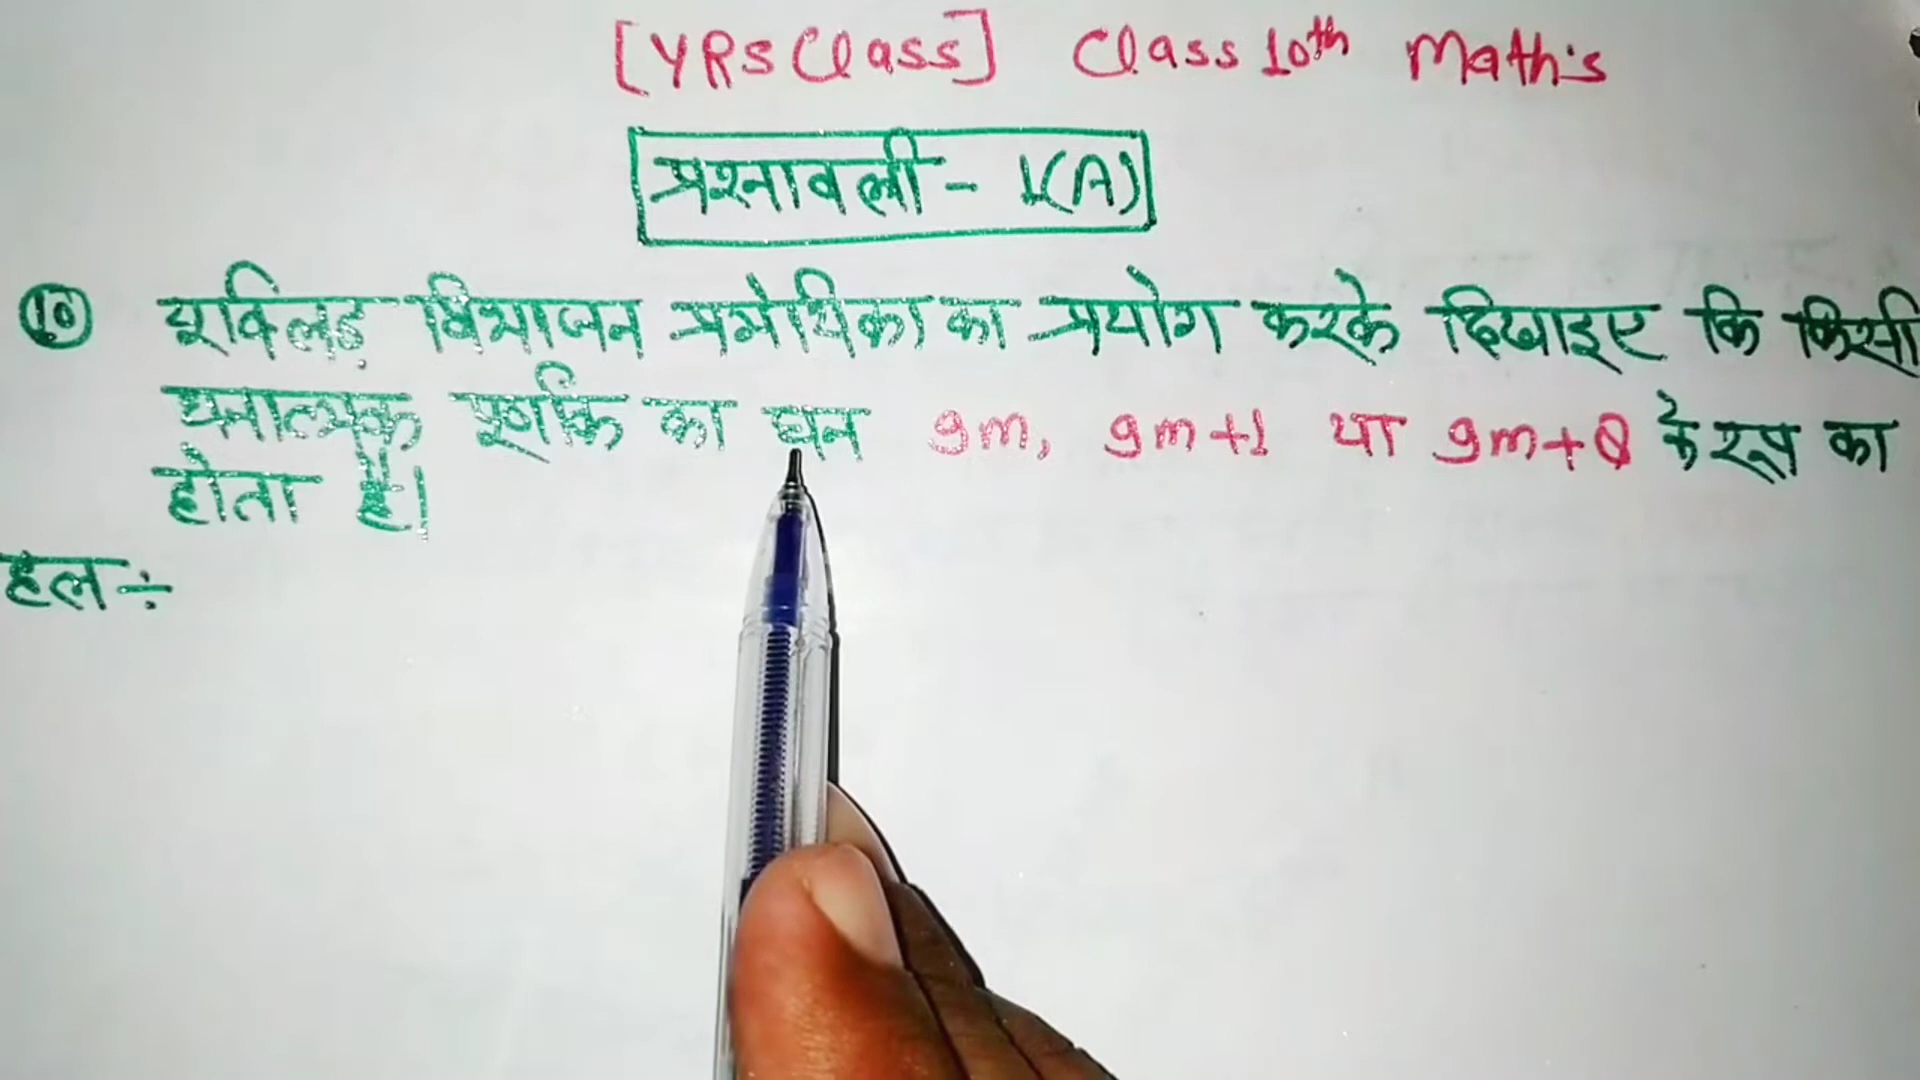 [YRs Class] Class 10th Math's
प्रश्नावली - 1(A)
10 यूक्लिड़ विभाजन प्रमेयिका का प्रयोग करके दिखाइए कि किसी
धनात्मक पूर्णांक का घन 9m, 9m+1 या 9m+8 के रूप का
होता है।
हल ÷